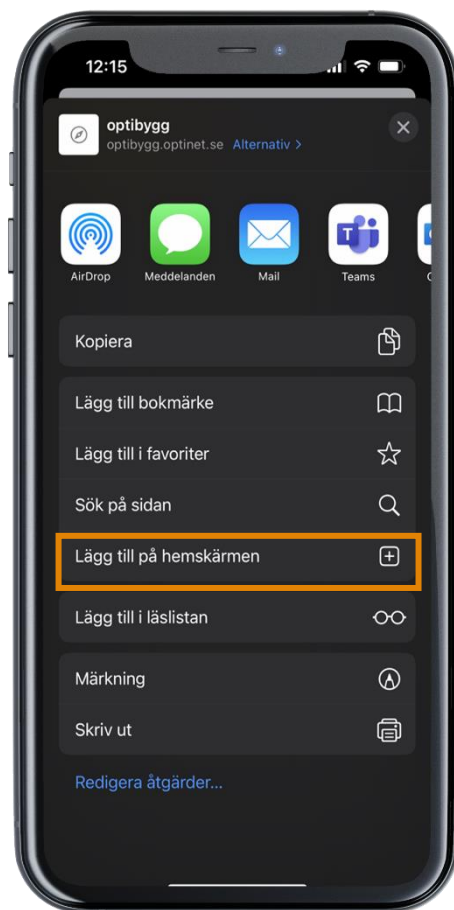 12:15
optibygg
optibygg.optinet.se Alternativ >
AirDrop Meddelanden Mail Teams
Kopiera
Lägg till bokmärke
Lägg till i favoriter
Sök på sidan
Lägg till på hemskärmen
Lägg till i läslistan
Märkning
Skriv ut
Redigera åtgärder...